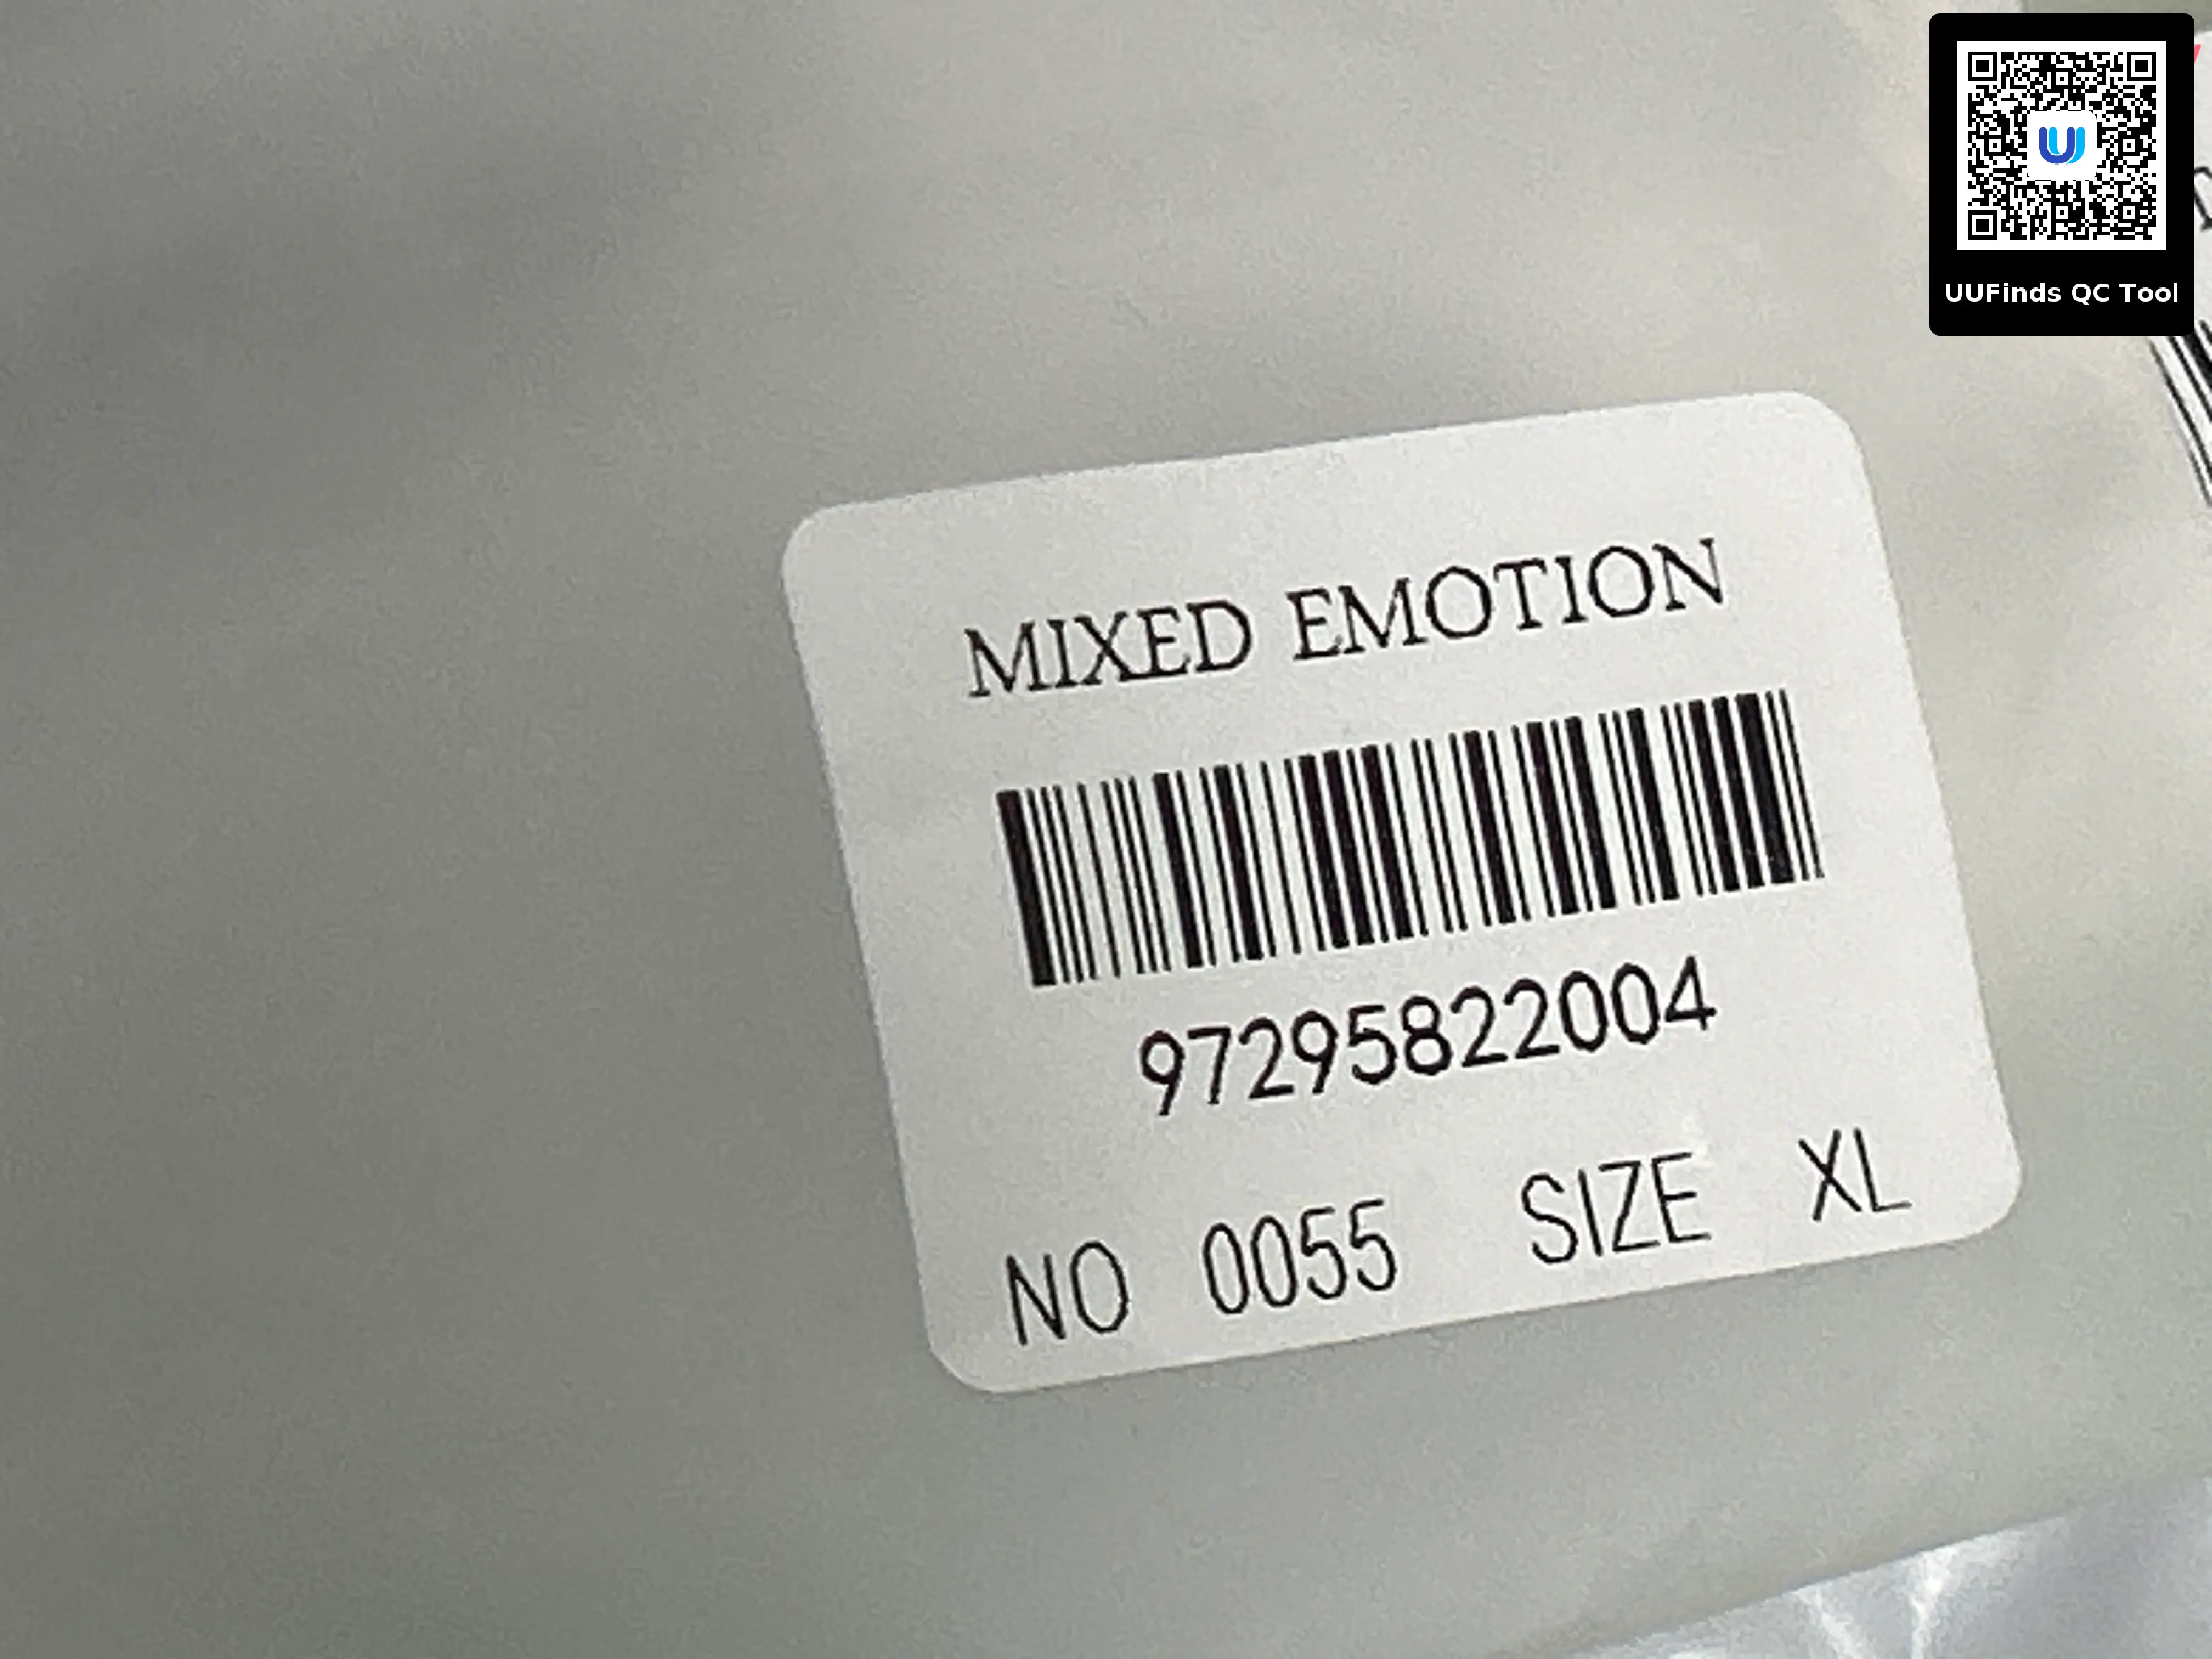 UUFinds QC Tool
MIXED EMOTION
97295822004
NO 0055 SIZE XL